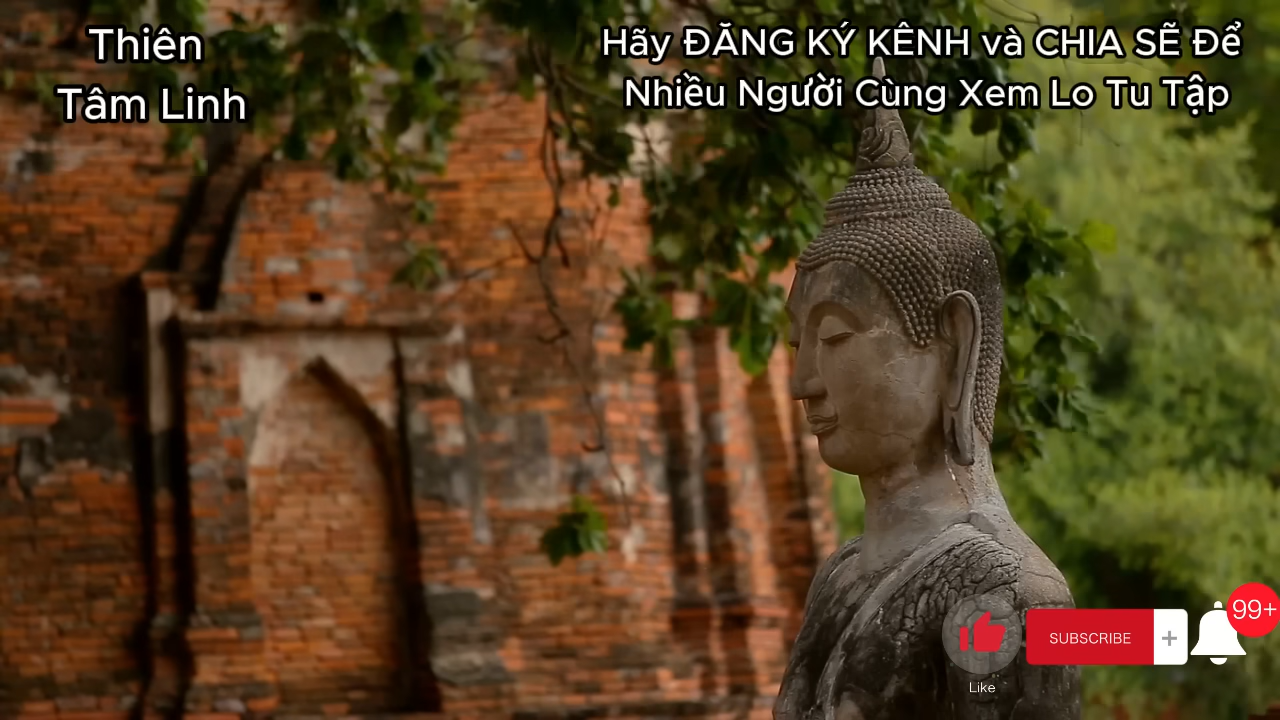 Thiên
Tâm Linh
Hãy ĐĂNG KÝ KÊNH và CHIA SẼ Để
Nhiều Người Cùng Xem Lo Tu Tập
99+
SUBSCRIBE +
Like